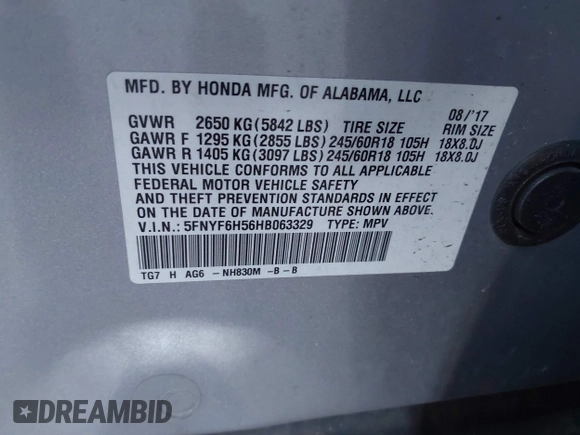 MFD. BY HONDA MFG. OF ALABAMA, LLC
08/'17
GVWR 2650 KG(5842 LBS) TIRE SIZE RIM SIZE
GAWR F 1295 KG(2855 LBS) 245/60R18 105H 18X8.0J
GAWR R 1405 KG(3097 LBS) 245/60R18 105H 18X8.0J
THIS VEHICLE CONFORMS TO ALL APPLICABLE
FEDERAL MOTOR VEHICLE SAFETY
AND THEFT PREVENTION STANDARDS IN EFFECT
ON THE DATE OF MANUFACTURE SHOWN ABOVE.
V.I.N.: 5FNYF6H56HB063329 TYPE: MPV
TG7 H AG6 -NH830M -B -B
DREAMBID